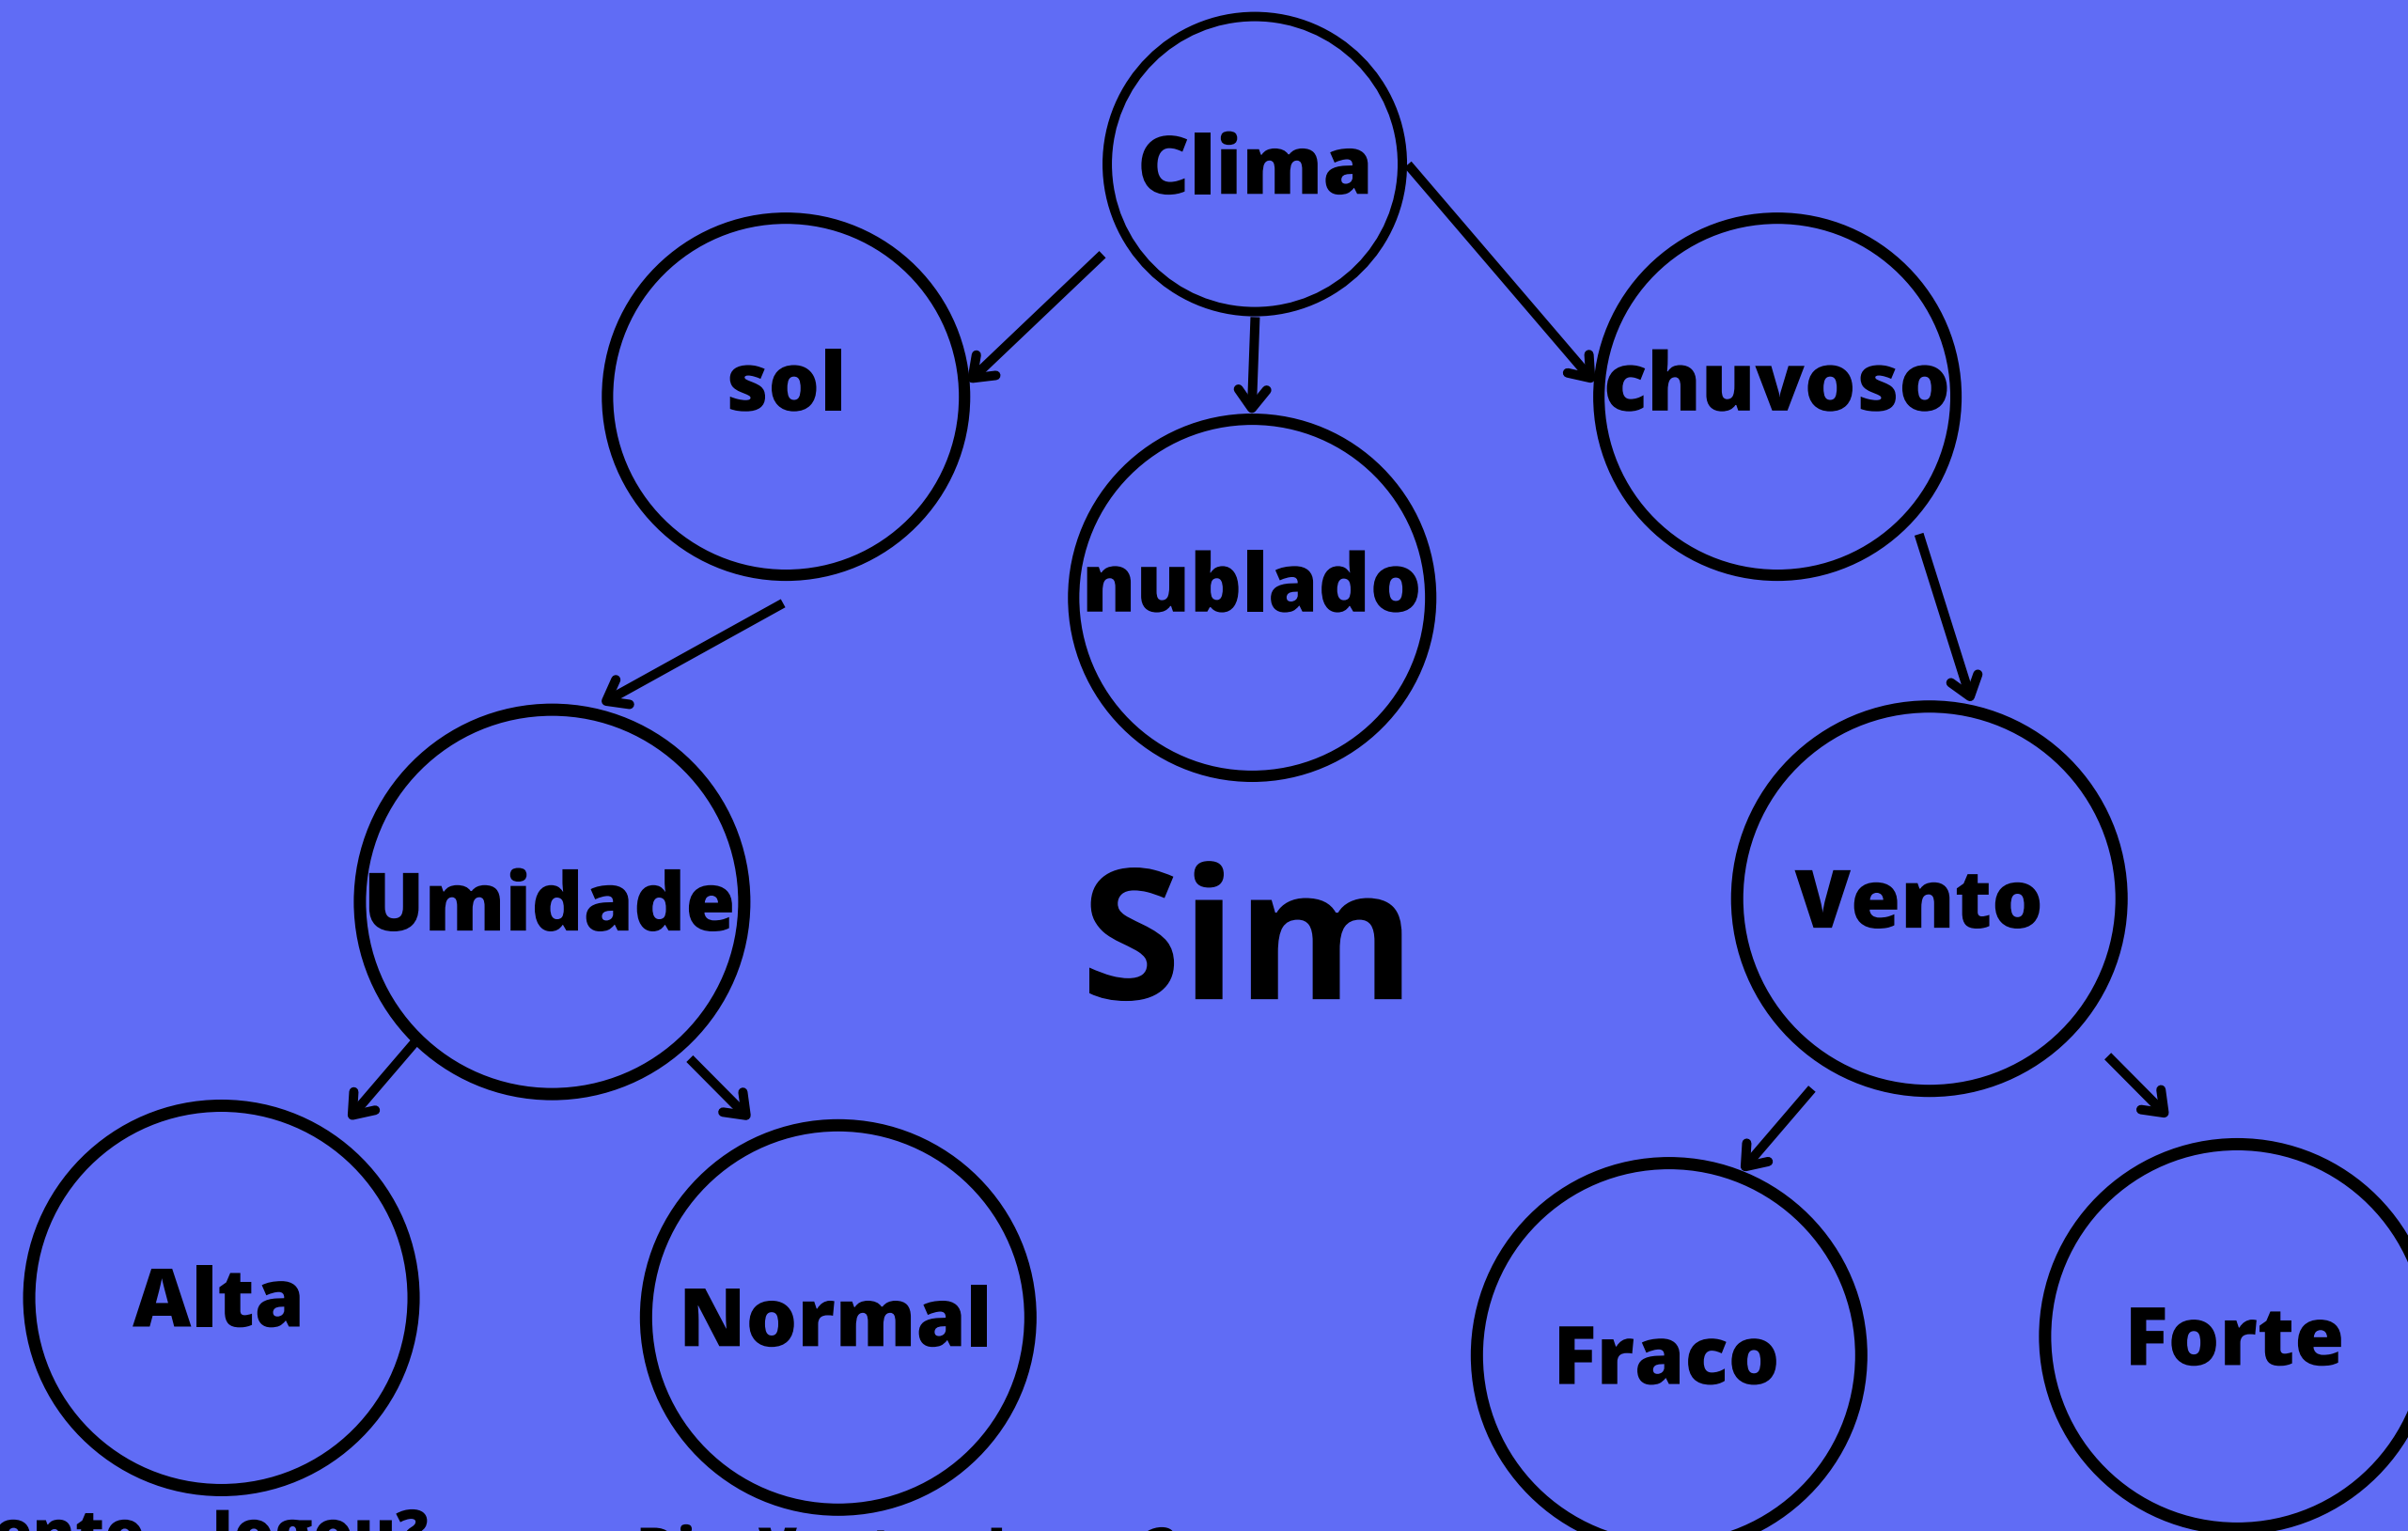 Clima
sol
chuvoso
nublado
Umidade
Sim
Vento
Alta
Normal
Fraco
Forte